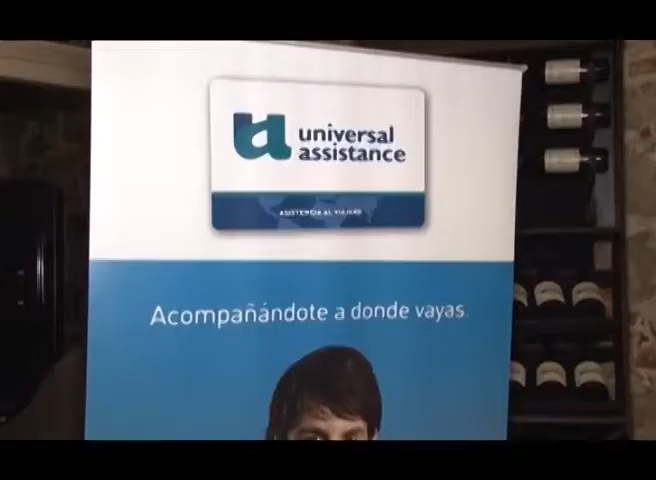 universal
assistance
ASISTENCIA AL VIAJERO
Acompañándote a donde vayas.